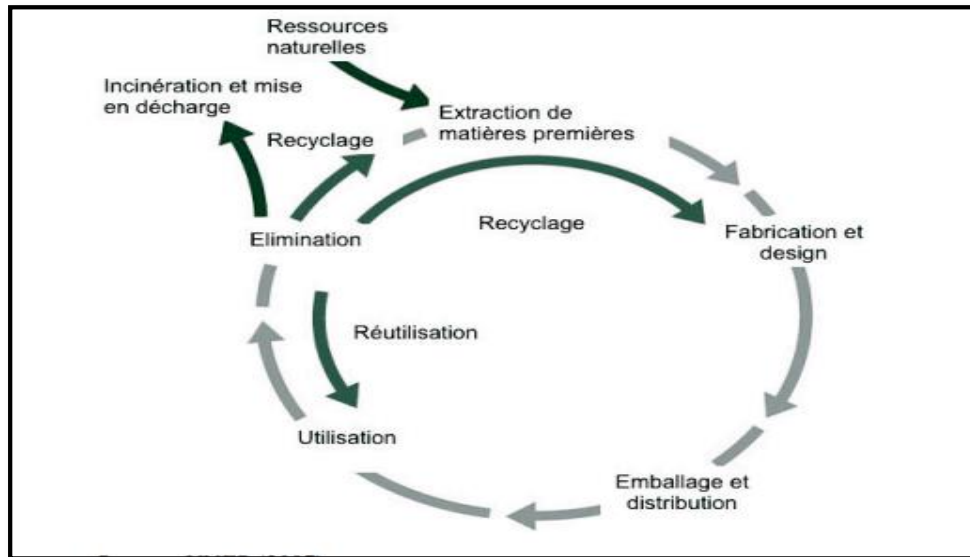 Ressources
naturelles
Incinération et mise
en décharge
Extraction de
matières premières
Recyclage
Recyclage
Elimination
Fabrication et
design
Réutilisation
Utilisation
Emballage et
distribution